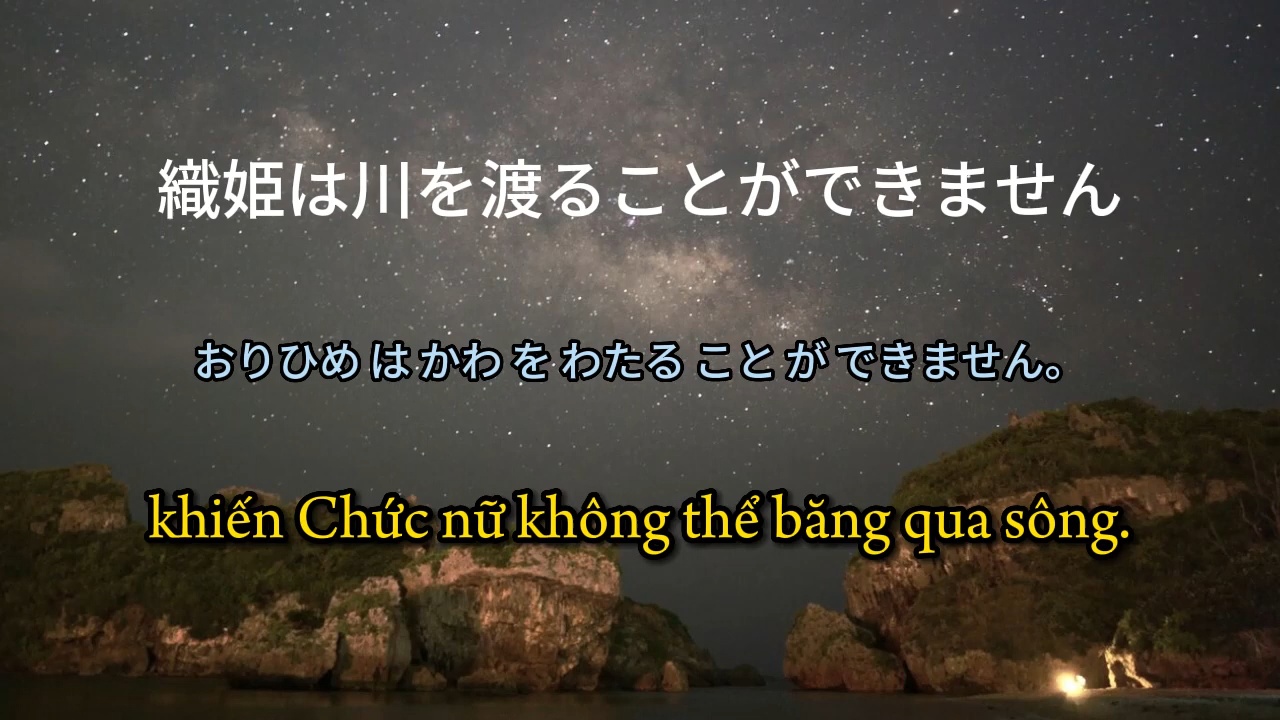 織姫は川を渡ることができません
おりひめ は かわ を わたる こと が できません。
khiến Chức nữ không thể băng qua sông.